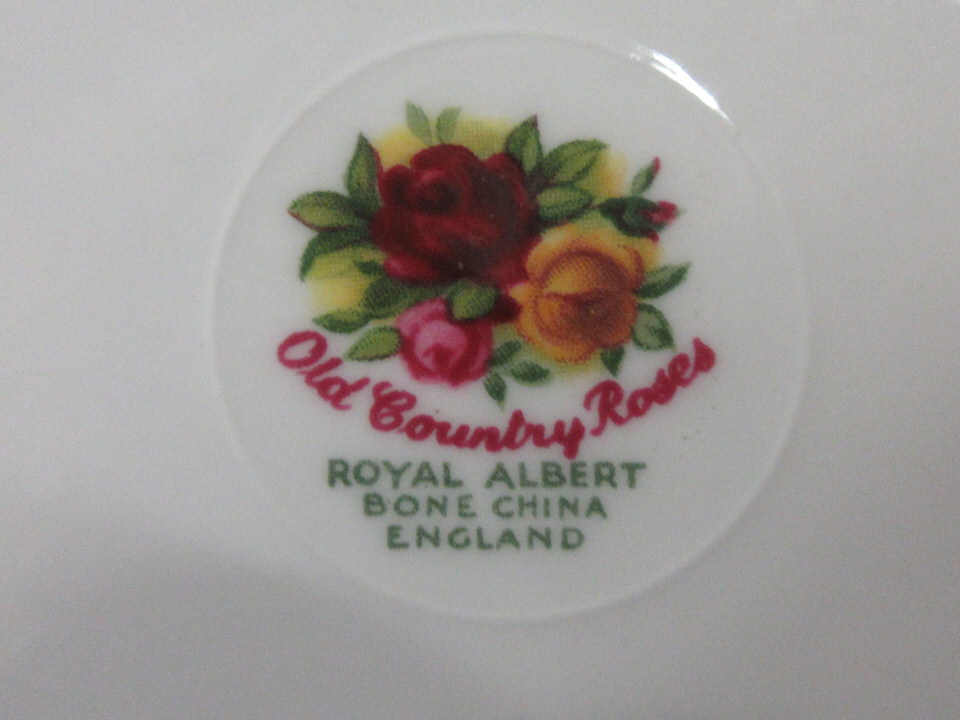 Old Country Roses
ROYAL ALBERT
BONE CHINA
ENGLAND